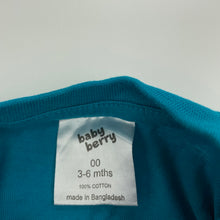 baby
berry
00
3-6 mths
100% COTTON
made in Bangladesh